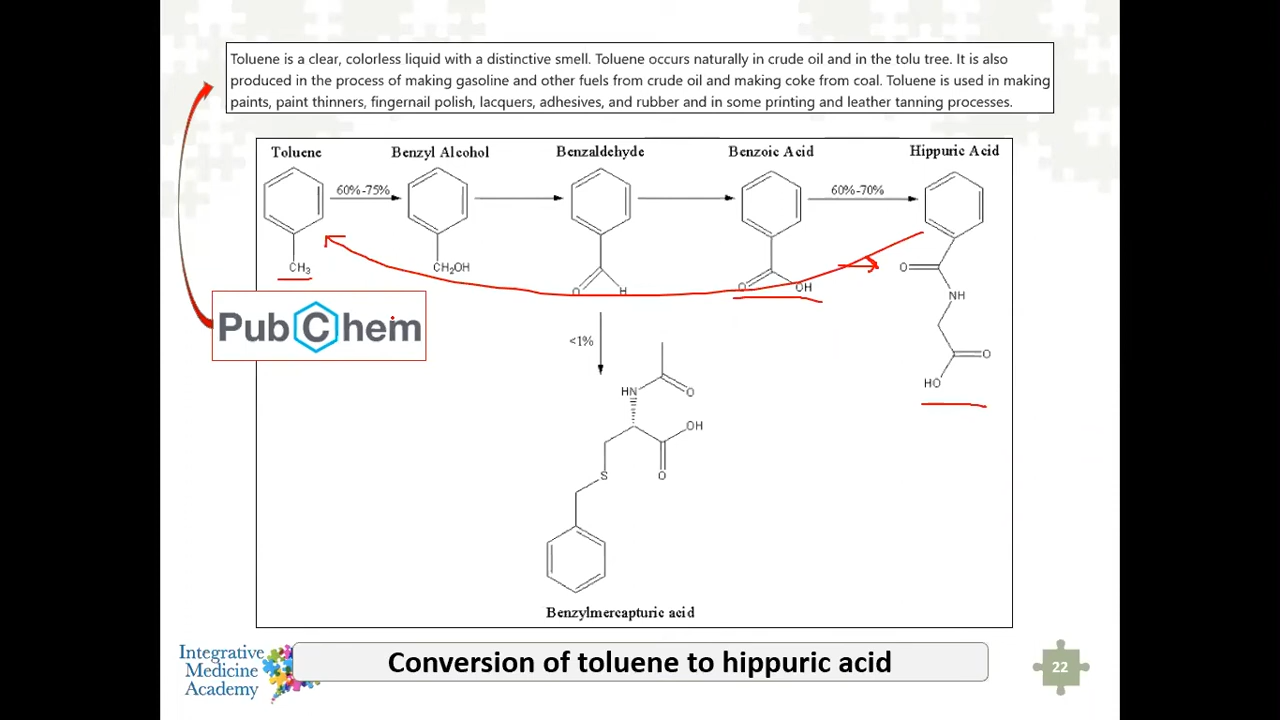 Toluene is a clear, colorless liquid with a distinctive smell. Toluene occurs naturally in crude oil and in the tolu tree. It is also
produced in the process of making gasoline and other fuels from crude oil and making coke from coal. Toluene is used in making
paints, paint thinners, fingernail polish, lacquers, adhesives, and rubber and in some printing and leather tanning processes.
Toluene Benzyl Alcohol Benzaldehyde Benzoic Acid Hippuric Acid
60%-75% 60%-70%
CH₃ CH₂OH O H O OH O
NH
PubChem
O
<1%
HO
HN O
OH
O
S
Benzylmercapturic acid
Integrative
Medicine
Academy
Conversion of toluene to hippuric acid
22